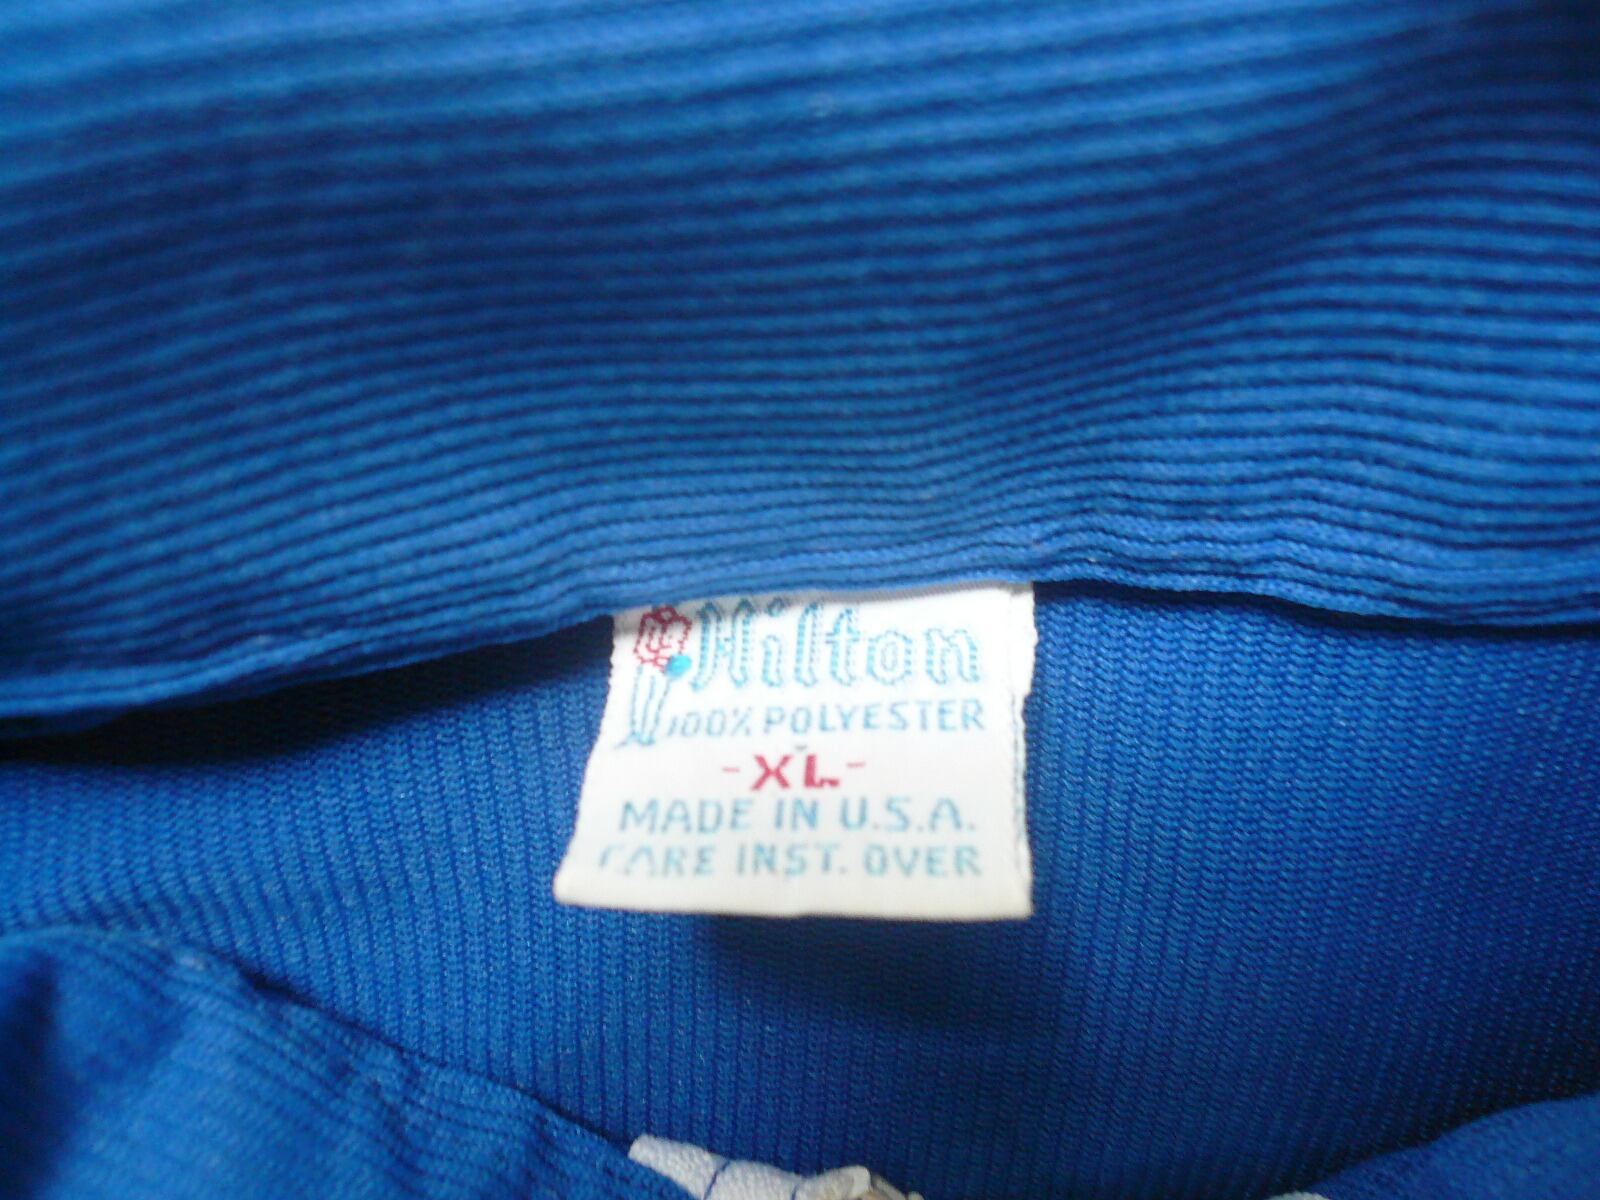 Hilton
100% POLYESTER
-XL-
MADE IN U.S.A.
CARE INST. OVER